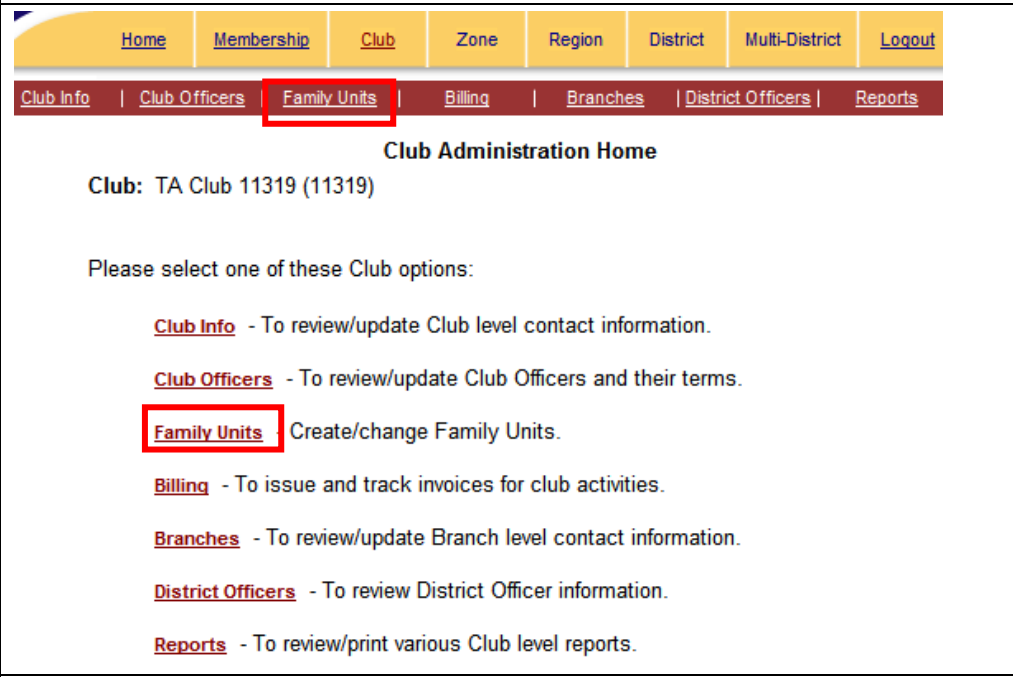 Home Membership Club Zone Region District Multi-District Logout
Club Info | Club Officers | Family Units | Billing | Branches | District Officers | Reports
Club Administration Home
Club: TA Club 11319 (11319)
Please select one of these Club options:
Club Info - To review/update Club level contact information.
Club Officers - To review/update Club Officers and their terms.
Family Units - Create/change Family Units.
Billing - To issue and track invoices for club activities.
Branches - To review/update Branch level contact information.
District Officers - To review District Officer information.
Reports - To review/print various Club level reports.